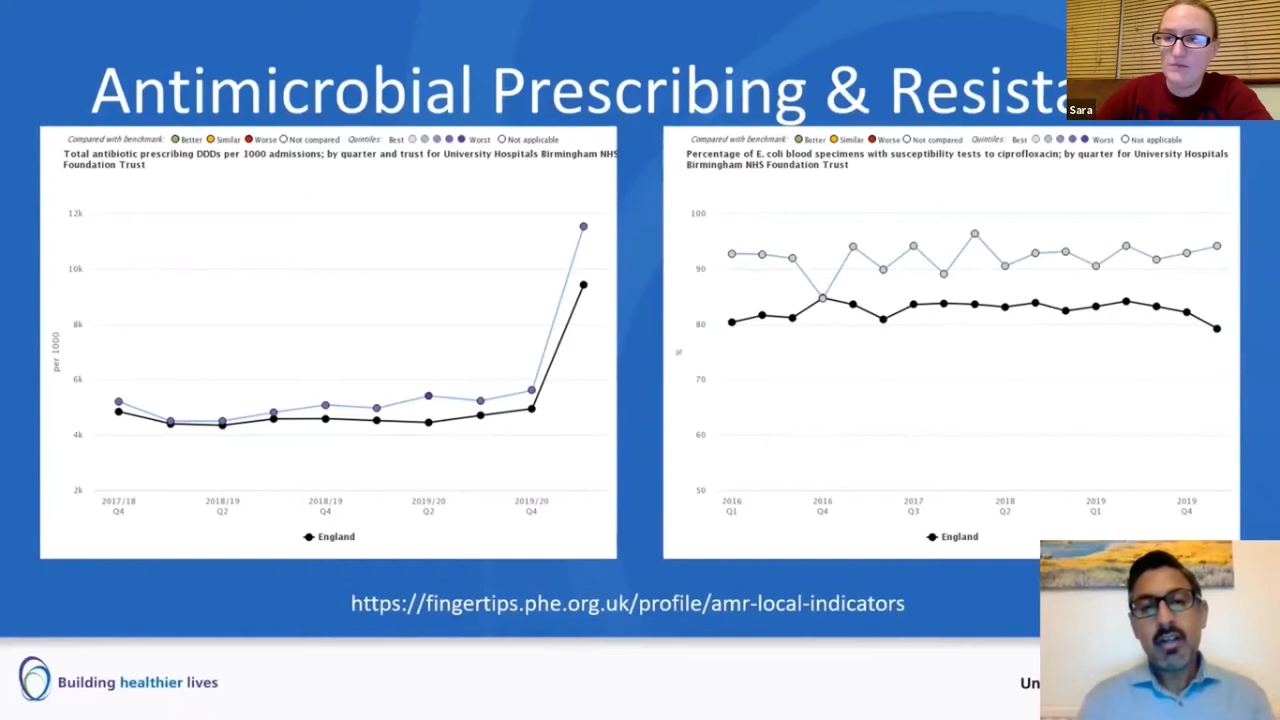 Antimicrobial Prescribing & Resista
Sara
Compared with benchmark: Better Similar Worse Not compared Quintiles: Best Worst Not applicable
Total antibiotic prescribing DDDs per 1000 admissions; by quarter and trust for University Hospitals Birmingham NHS
Foundation Trust
12k
10k
8k
6k
4k
2k
per 1000
2017/18 2018/19 2018/19 2019/20 2019/20
Q4 Q2 Q4 Q2 Q4
England
Compared with benchmark: Better Similar Worse Not compared Quintiles: Best Worst Not applicable
Percentage of E. coli blood specimens with susceptibility tests to ciprofloxacin; by quarter for University Hospitals
Birmingham NHS Foundation Trust
100
90
80
70
60
50
%
2016 2016 2017 2018 2019 2019
Q1 Q4 Q3 Q2 Q1 Q4
England
https://fingertips.phe.org.uk/profile/amr-local-indicators
Building healthier lives
Un